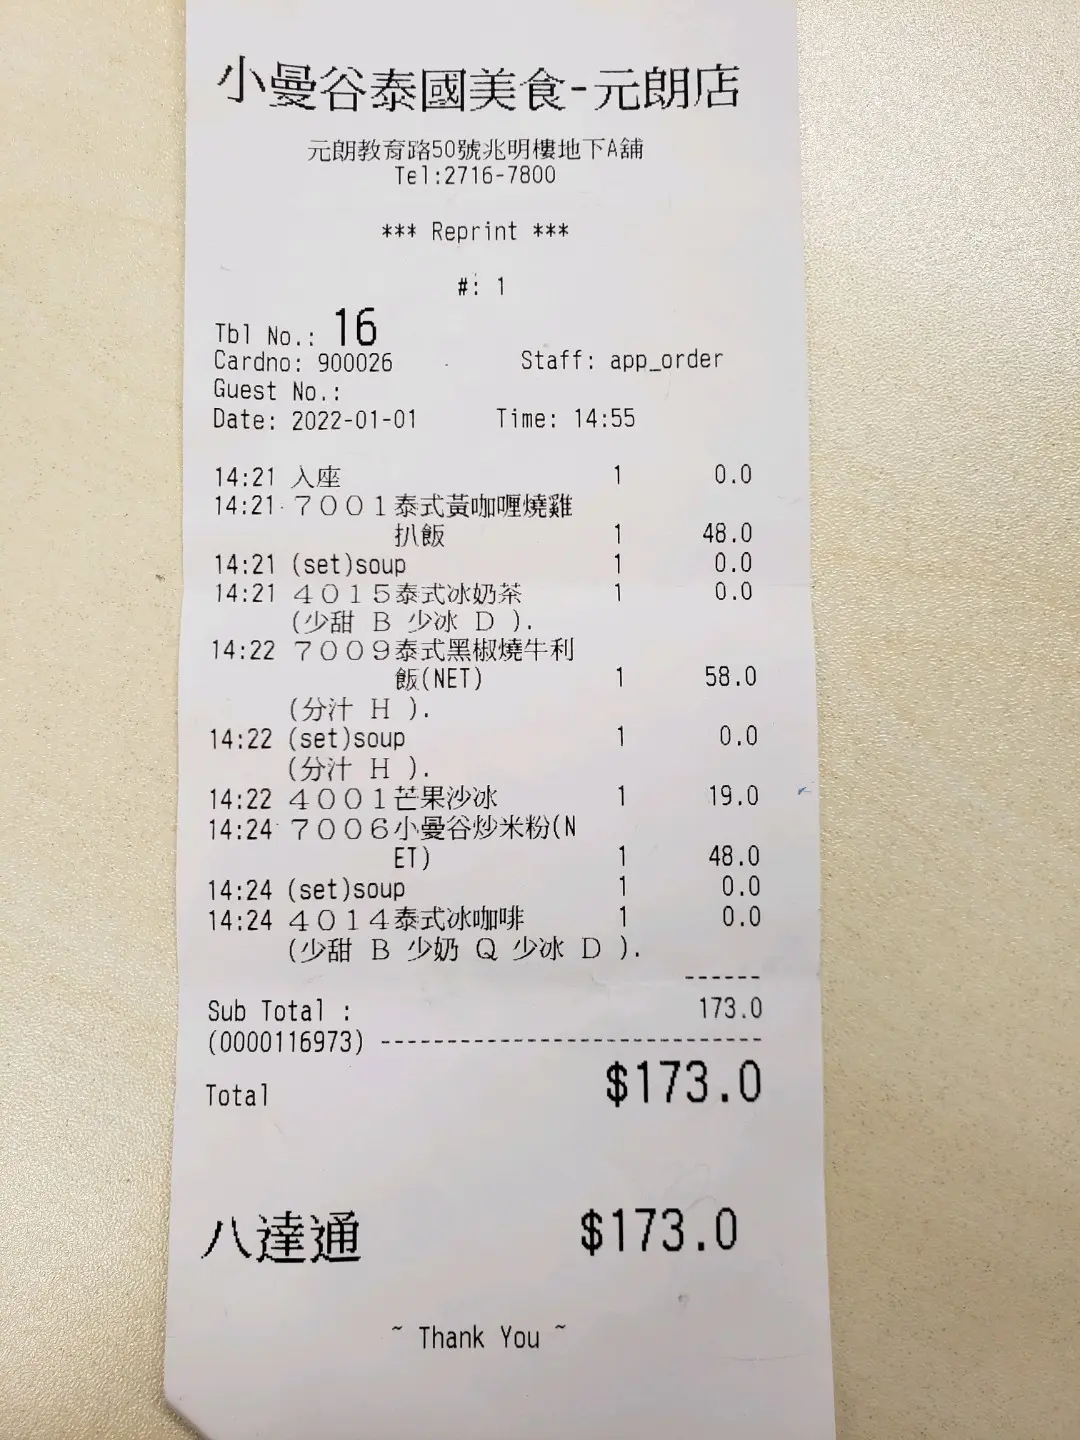 小曼谷泰國美食-元朗店
元朗教育路50號兆明樓地下A舖
Tel:2716-7800
*** Reprint ***
#: 1
Tbl No.: 16
Cardno: 900026 Staff: app_order
Guest No.:
Date: 2022-01-01 Time: 14:55
14:21 入座 1 0.0
14:21 7001泰式黃咖喱燒雞
扒飯 1 48.0
14:21 (set)soup 1 0.0
14:21 4015泰式冰奶茶 1 0.0
(少甜 B 少冰 D ).
14:22 7009泰式黑椒燒牛利
飯(NET) 1 58.0
(分汁 H ).
14:22 (set)soup 1 0.0
(分汁 H ).
14:22 4001芒果沙冰 1 19.0
14:24 7006小曼谷炒米粉(N
ET) 1 48.0
14:24 (set)soup 1 0.0
14:24 4014泰式冰咖啡 1 0.0
(少甜 B 少奶 Q 少冰 D ).
------
Sub Total : 173.0
(0000116973) -----------------------------
Total $173.0
八達通 $173.0
~ Thank You ~